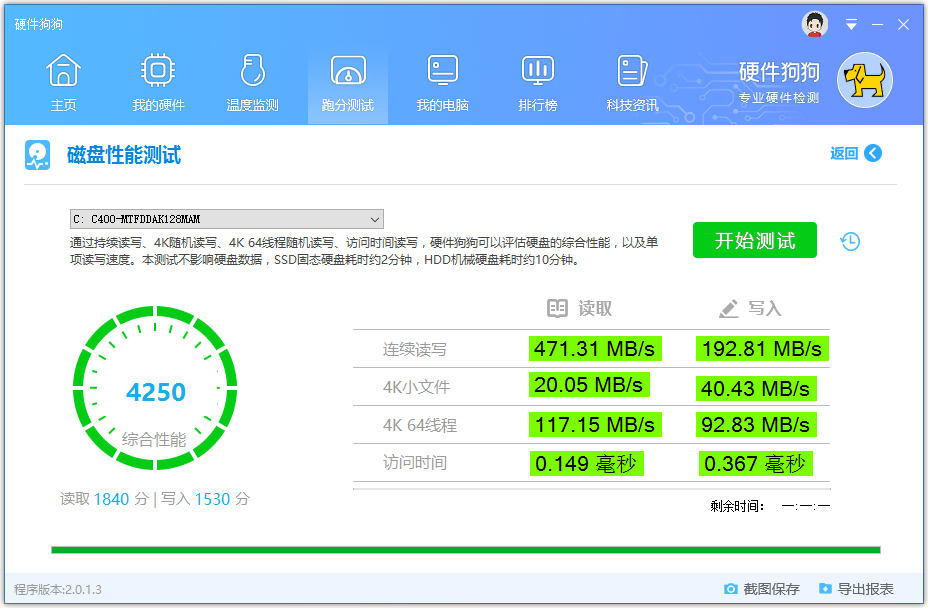 硬件狗狗
主页 我的硬件 温度监测 跑分测试 我的电脑 排行榜 科技资讯
硬件狗狗
专业硬件检测
磁盘性能测试 返回
C: C400-MTFDDAK128MAM
通过持续读写、4K随机读写、4K 64线程随机读写、访问时间读写，硬件狗狗可以评估硬盘的综合性能，以及单
项读写速度。本测试不影响硬盘数据，SSD固态硬盘耗时约2分钟，HDD机械硬盘耗时约10分钟。
开始测试
4250
综合性能
读取 1840 分 | 写入 1530 分
读取 写入
连续读写 471.31 MB/s 192.81 MB/s
4K小文件 20.05 MB/s 40.43 MB/s
4K 64线程 117.15 MB/s 92.83 MB/s
访问时间 0.149 毫秒 0.367 毫秒
剩余时间： —:—:—
程序版本:2.0.1.3 截图保存 导出报表